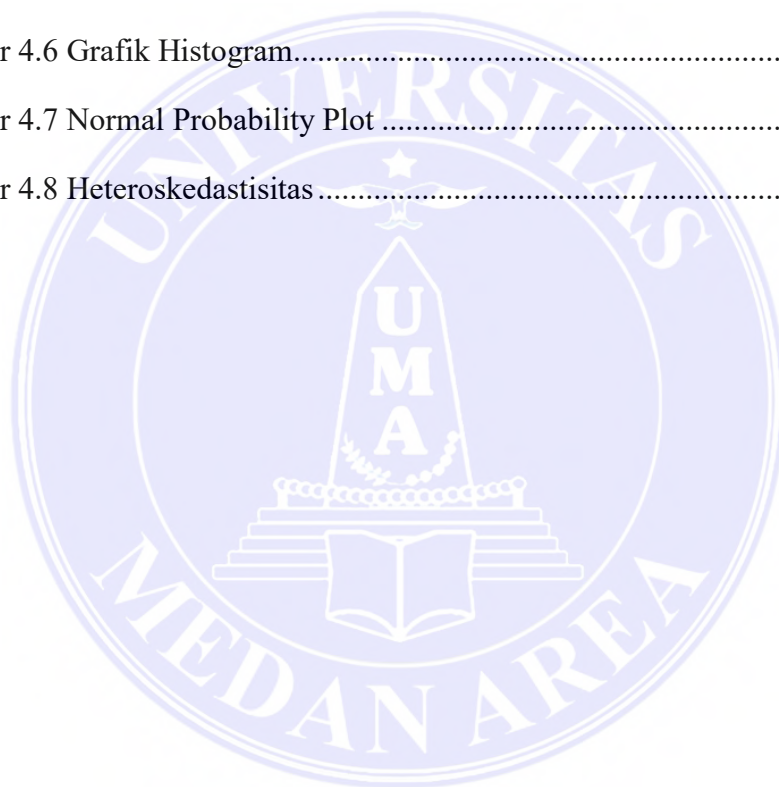 r 4.6 Grafik Histogram.......................................................
r 4.7 Normal Probability Plot ..............................................
r 4.8 Heteroskedastisitas.....................................................
UNIVERSITAS
UMA
MEDAN AREA